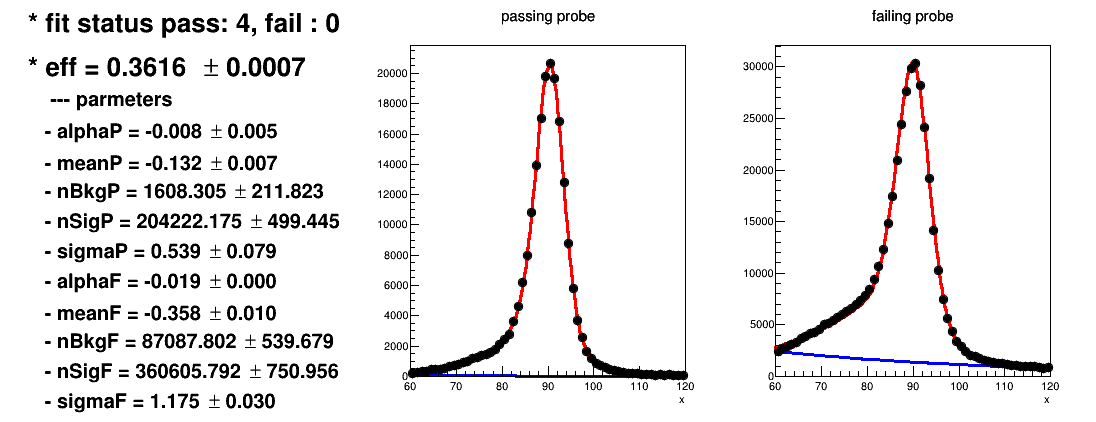 * fit status pass: 4, fail : 0
* eff = 0.3616 ± 0.0007
--- parmeters
- alphaP = -0.008 ± 0.005
- meanP = -0.132 ± 0.007
- nBkgP = 1608.305 ± 211.823
- nSigP = 204222.175 ± 499.445
- sigmaP = 0.539 ± 0.079
- alphaF = -0.019 ± 0.000
- meanF = -0.358 ± 0.010
- nBkgF = 87087.802 ± 539.679
- nSigF = 360605.792 ± 750.956
- sigmaF = 1.175 ± 0.030
passing probe
20000
18000
16000
14000
12000
10000
8000
6000
4000
2000
0
60 70 80 90 100 110 120
x
failing probe
30000
25000
20000
15000
10000
5000
0
60 70 80 90 100 110 120
x